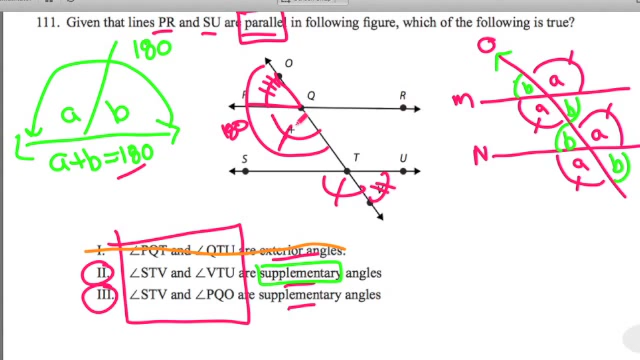 111. Given that lines PR and SU are parallel in following figure, which of the following is true?
180
a b
a+b=180
O
Q
R
180
S
T
U
O
m
N
b a
a b
b a
a b
I. ∠PQT and ∠QTU are exterior angles.
II. ∠STV and ∠VTU are supplementary angles
III. ∠STV and ∠PQO are supplementary angles